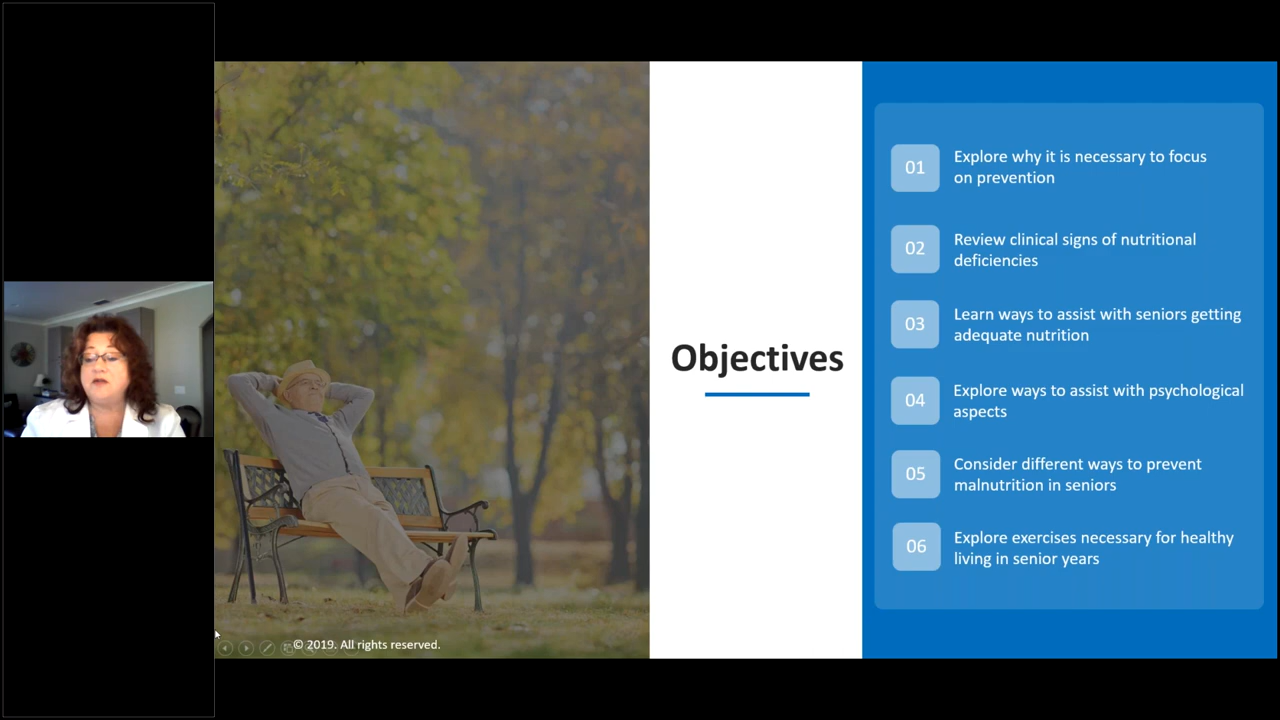 Objectives
01
Explore why it is necessary to focus
on prevention
02
Review clinical signs of nutritional
deficiencies
03
Learn ways to assist with seniors getting
adequate nutrition
04
Explore ways to assist with psychological
aspects
05
Consider different ways to prevent
malnutrition in seniors
06
Explore exercises necessary for healthy
living in senior years
© 2019. All rights reserved.